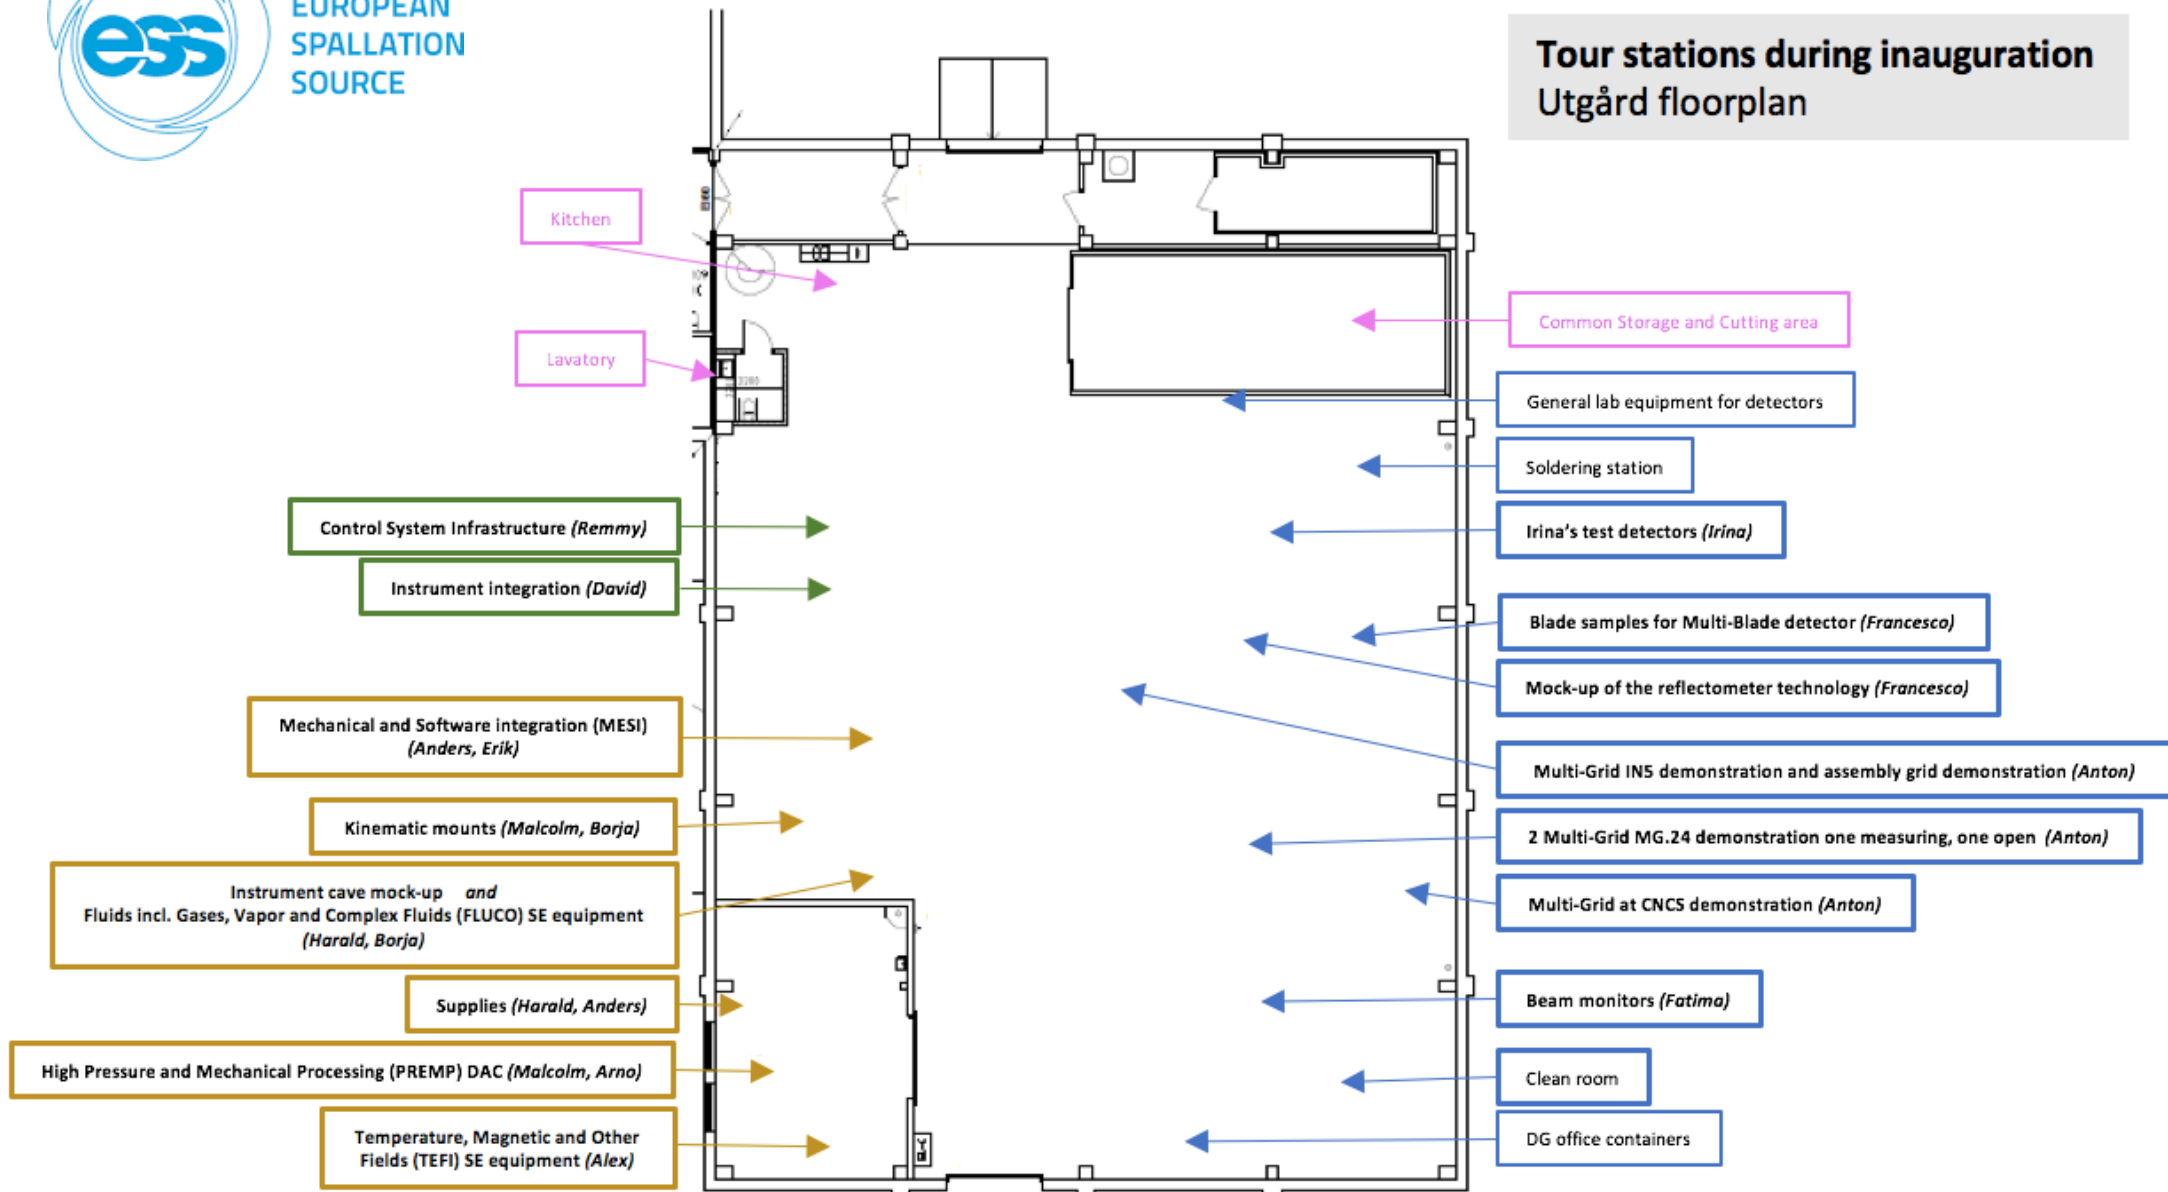 ess
EUROPEAN
SPALLATION
SOURCE
Tour stations during inauguration
Utgård floorplan
Kitchen
Lavatory
Control System Infrastructure (Remmy)
Instrument integration (David)
Mechanical and Software integration (MESI)
(Anders, Erik)
Kinematic mounts (Malcolm, Borja)
Instrument cave mock-up and
Fluids incl. Gases, Vapor and Complex Fluids (FLUCO) SE equipment
(Harald, Borja)
Supplies (Harald, Anders)
High Pressure and Mechanical Processing (PREMP) DAC (Malcolm, Arno)
Temperature, Magnetic and Other
Fields (TEFI) SE equipment (Alex)
Common Storage and Cutting area
General lab equipment for detectors
Soldering station
Irina's test detectors (Irina)
Blade samples for Multi-Blade detector (Francesco)
Mock-up of the reflectometer technology (Francesco)
Multi-Grid IN5 demonstration and assembly grid demonstration (Anton)
2 Multi-Grid MG.24 demonstration one measuring, one open (Anton)
Multi-Grid at CNCS demonstration (Anton)
Beam monitors (Fatima)
Clean room
DG office containers